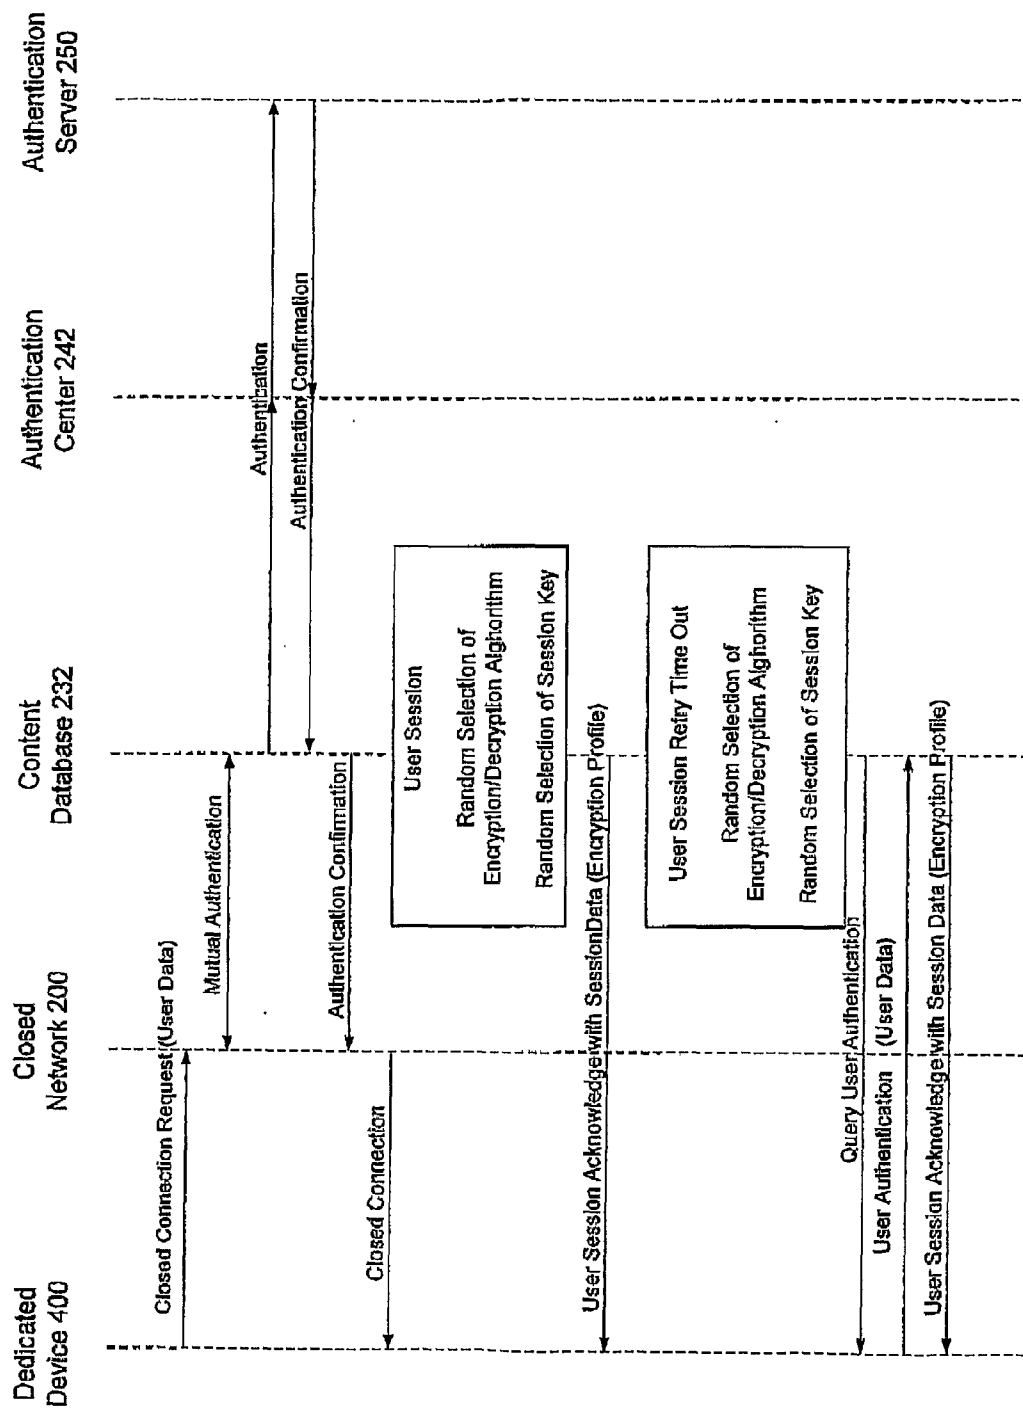 Dedicated
Device 400
Closed
Network 200
Content
Database 232
Authentication
Center 242
Authentication
Server 250
Closed Connection Request (User Data)
Mutual Authentication
Authentication
Authentication Confirmation
Authentication Confirmation
Closed Connection
User Session
Random Selection of
Encryption/Decryption Alghorithm
Random Selection of Session Key
User Session Acknowledge with SessionData (Encryption Profile)
User Session Retry Time Out
Random Selection of
Encryption/Decryption Alghorithm
Random Selection of Session Key
Query User Authentication
User Authentication (User Data)
User Session Acknowledge with Session Data (Encryption Profile)